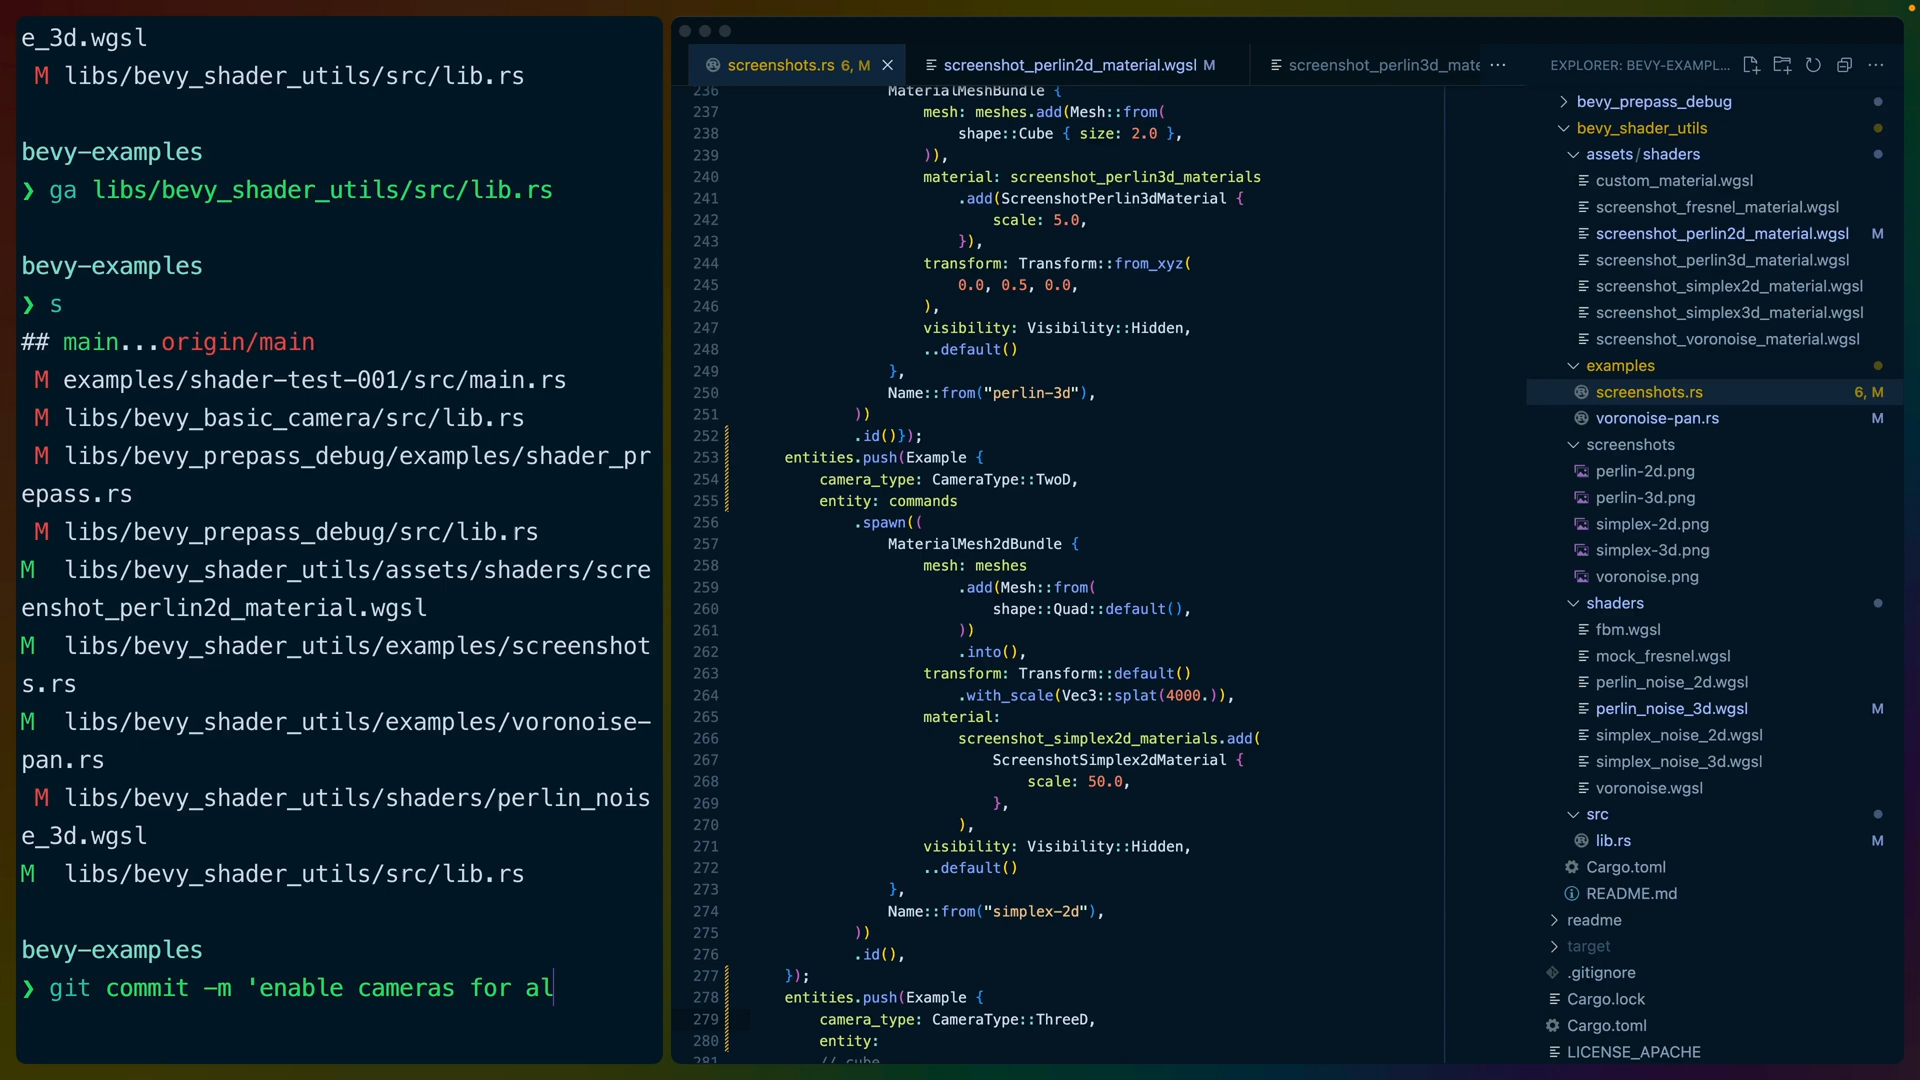 e_3d.wgsl
M libs/bevy_shader_utils/src/lib.rs
bevy-examples
❯ ga libs/bevy_shader_utils/src/lib.rs
bevy-examples
❯ s
## main...origin/main
M examples/shader-test-001/src/main.rs
M libs/bevy_basic_camera/src/lib.rs
M libs/bevy_prepass_debug/examples/shader_pr
epass.rs
M libs/bevy_prepass_debug/src/lib.rs
M libs/bevy_shader_utils/assets/shaders/scre
enshot_perlin2d_material.wgsl
M libs/bevy_shader_utils/examples/screenshot
s.rs
M libs/bevy_shader_utils/examples/voronoise-
pan.rs
M libs/bevy_shader_utils/shaders/perlin_nois
e_3d.wgsl
M libs/bevy_shader_utils/src/lib.rs
bevy-examples
❯ git commit -m 'enable cameras for al
screenshots.rs 6, M
screenshot_perlin2d_material.wgsl M
screenshot_perlin3d_mate ...
236 MaterialMeshBundle {
237 mesh: meshes.add(Mesh::from(
238 shape::Cube { size: 2.0 },
239 )),
240 material: screenshot_perlin3d_materials
241 .add(ScreenshotPerlin3dMaterial {
242 scale: 5.0,
243 }),
244 transform: Transform::from_xyz(
245 0.0, 0.5, 0.0,
246 ),
247 visibility: Visibility::Hidden,
248 ..default()
249 },
250 Name::from("perlin-3d"),
251 ))
252 .id()});
253 entities.push(Example {
254 camera_type: CameraType::TwoD,
255 entity: commands
256 .spawn((
257 MaterialMesh2dBundle {
258 mesh: meshes
259 .add(Mesh::from(
260 shape::Quad::default(),
261 ))
262 .into(),
263 transform: Transform::default()
264 .with_scale(Vec3::splat(4000.)),
265 material:
266 screenshot_simplex2d_materials.add(
267 ScreenshotSimplex2dMaterial {
268 scale: 50.0,
269 },
270 ),
271 visibility: Visibility::Hidden,
272 ..default()
273 },
274 Name::from("simplex-2d"),
275 ))
276 .id(),
277 });
278 entities.push(Example {
279 camera_type: CameraType::ThreeD,
280 entity:
281 // cube
EXPLORER: BEVY-EXAMPL...
bevy_prepass_debug
bevy_shader_utils
assets/shaders
custom_material.wgsl
screenshot_fresnel_material.wgsl
screenshot_perlin2d_material.wgsl M
screenshot_perlin3d_material.wgsl
screenshot_simplex2d_material.wgsl
screenshot_simplex3d_material.wgsl
screenshot_voronoise_material.wgsl
examples
screenshots.rs 6, M
voronoise-pan.rs M
screenshots
perlin-2d.png
perlin-3d.png
simplex-2d.png
simplex-3d.png
voronoise.png
shaders
fbm.wgsl
mock_fresnel.wgsl
perlin_noise_2d.wgsl
perlin_noise_3d.wgsl M
simplex_noise_2d.wgsl
simplex_noise_3d.wgsl
voronoise.wgsl
src
lib.rs M
Cargo.toml
README.md
readme
target
.gitignore
Cargo.lock
Cargo.toml
LICENSE_APACHE